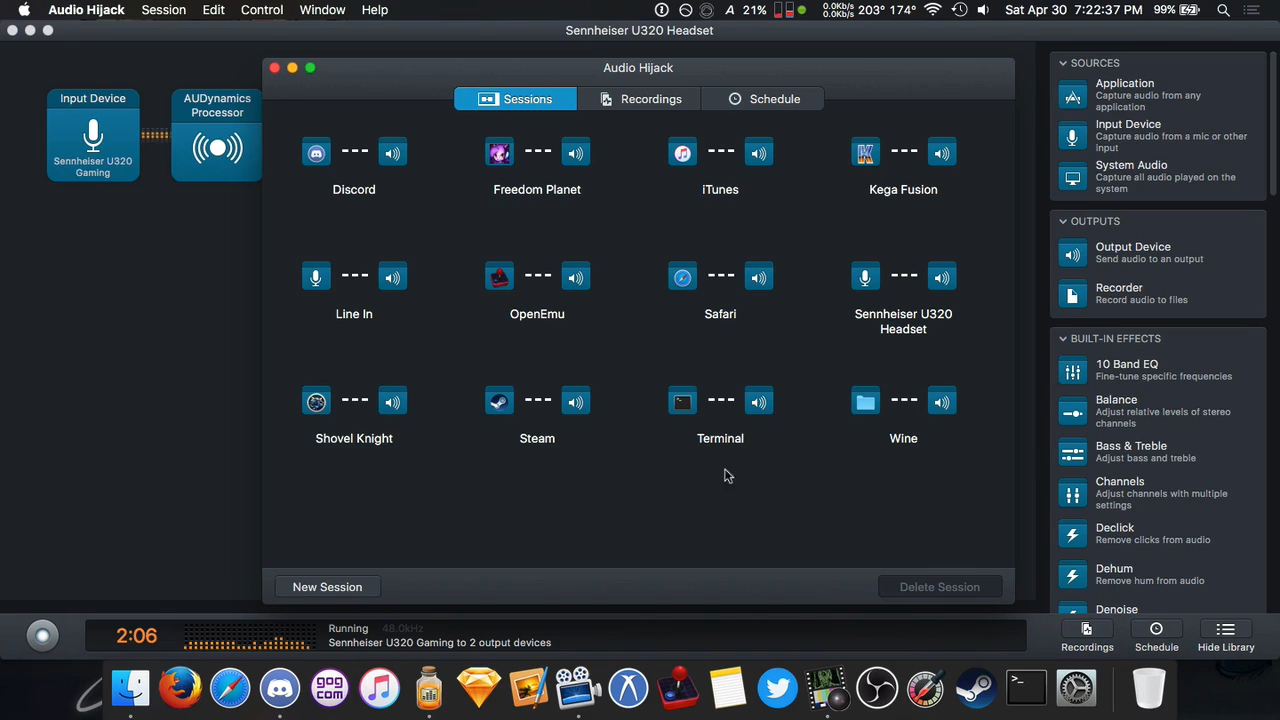 Audio Hijack Session Edit Control Window Help
A 21% 0.0Kb/s 0.0Kb/s 203° 174° Sat Apr 30 7:22:37 PM 99%
Sennheiser U320 Headset
Input Device
Sennheiser U320
Gaming
AUDynamics
Processor
Audio Hijack
Sessions Recordings Schedule
Discord Freedom Planet iTunes Kega Fusion
Line In OpenEmu Safari Sennheiser U320
Headset
Shovel Knight Steam Terminal Wine
New Session Delete Session
SOURCES
Application
Capture audio from any
application
Input Device
Capture audio from a mic or other
input
System Audio
Capture all audio played on the
system
OUTPUTS
Output Device
Send audio to an output
Recorder
Record audio to files
BUILT-IN EFFECTS
10 Band EQ
Fine-tune specific frequencies
Balance
Adjust relative levels of stereo
channels
Bass & Treble
Adjust bass and treble
Channels
Adjust channels with multiple
settings
Declick
Remove clicks from audio
Dehum
Remove hum from audio
Denoise
2:06
Running 48.0kHz
Sennheiser U320 Gaming to 2 output devices
Recordings Schedule Hide Library
gog
com